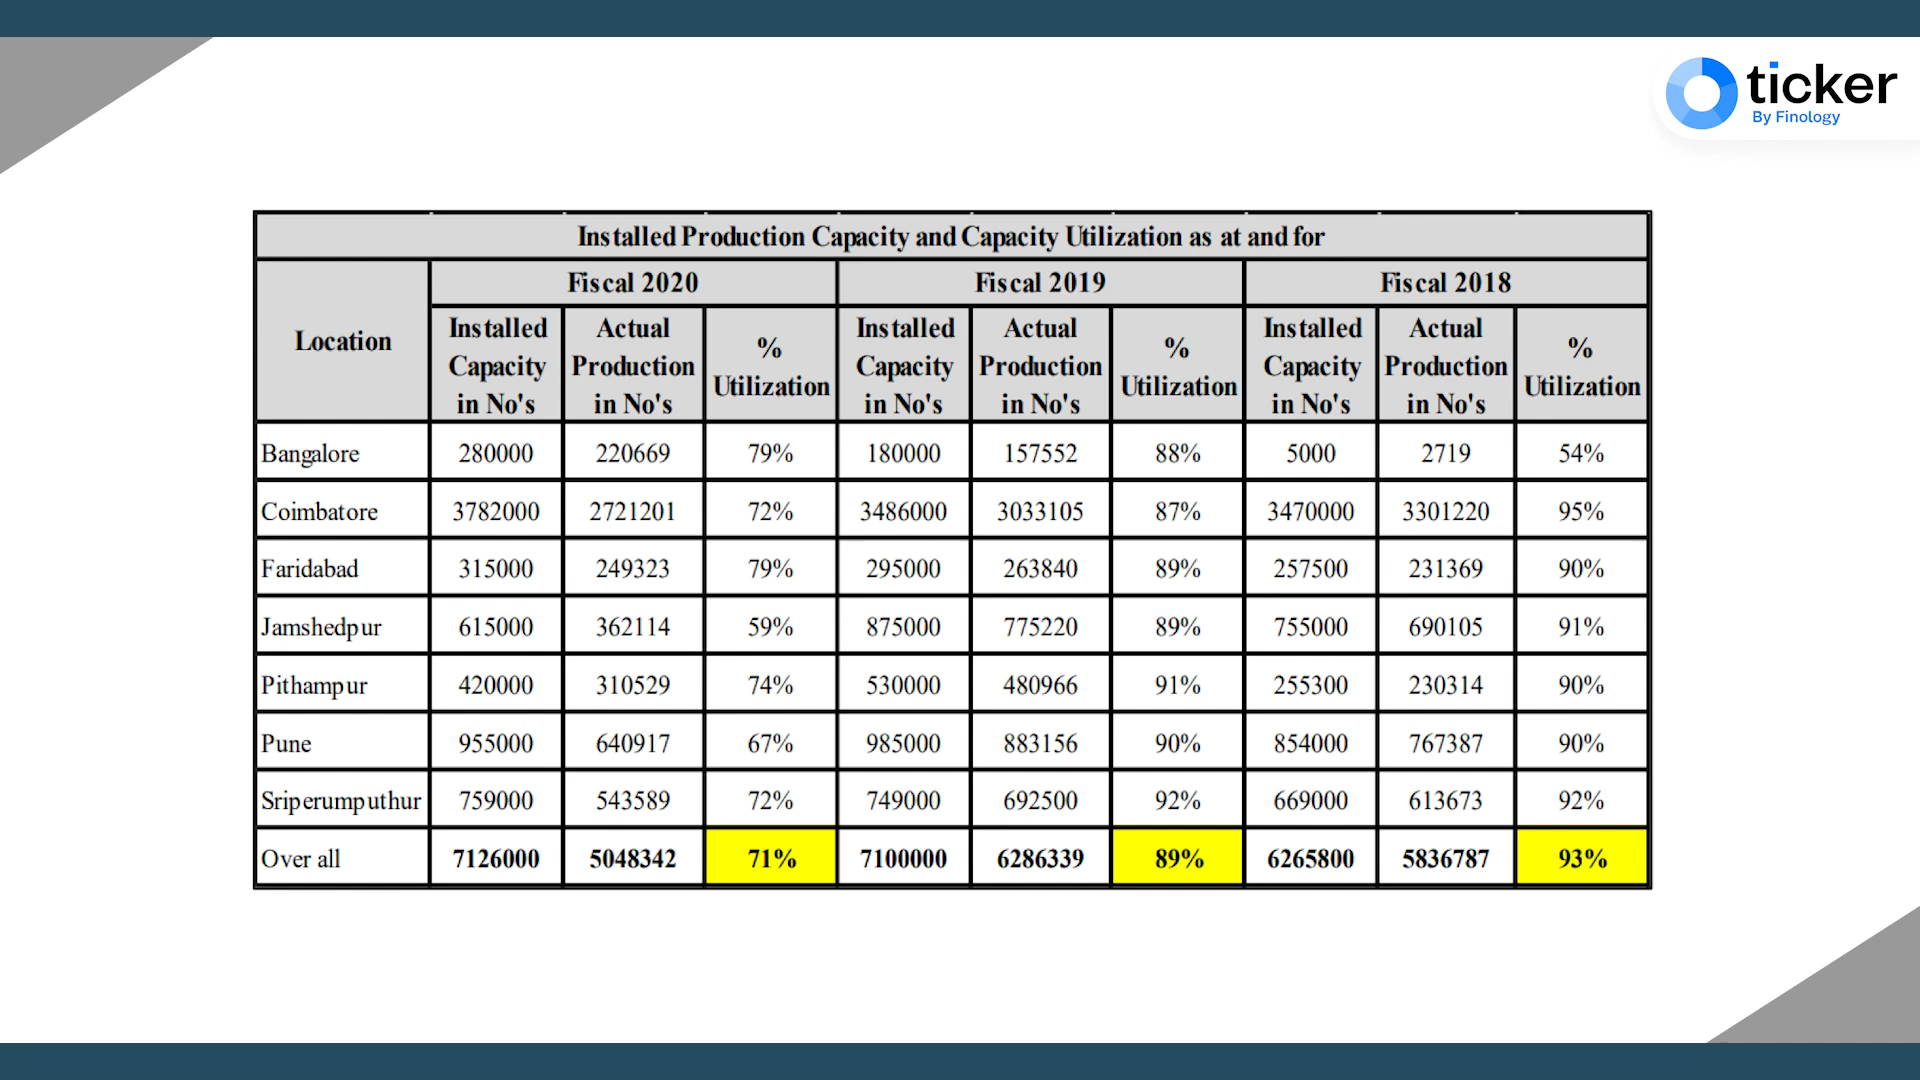 ticker
By Finology
Installed Production Capacity and Capacity Utilization as at and for
Location Fiscal 2020 Fiscal 2019 Fiscal 2018
Installed Capacity in No's Actual Production in No's % Utilization Installed Capacity in No's Actual Production in No's % Utilization Installed Capacity in No's Actual Production in No's % Utilization
Bangalore 280000 220669 79% 180000 157552 88% 5000 2719 54%
Coimbatore 3782000 2721201 72% 3486000 3033105 87% 3470000 3301220 95%
Faridabad 315000 249323 79% 295000 263840 89% 257500 231369 90%
Jamshedpur 615000 362114 59% 875000 775220 89% 755000 690105 91%
Pithampur 420000 310529 74% 530000 480966 91% 255300 230314 90%
Pune 955000 640917 67% 985000 883156 90% 854000 767387 90%
Sriperumputhur 759000 543589 72% 749000 692500 92% 669000 613673 92%
Over all 7126000 5048342 71% 7100000 6286339 89% 6265800 5836787 93%